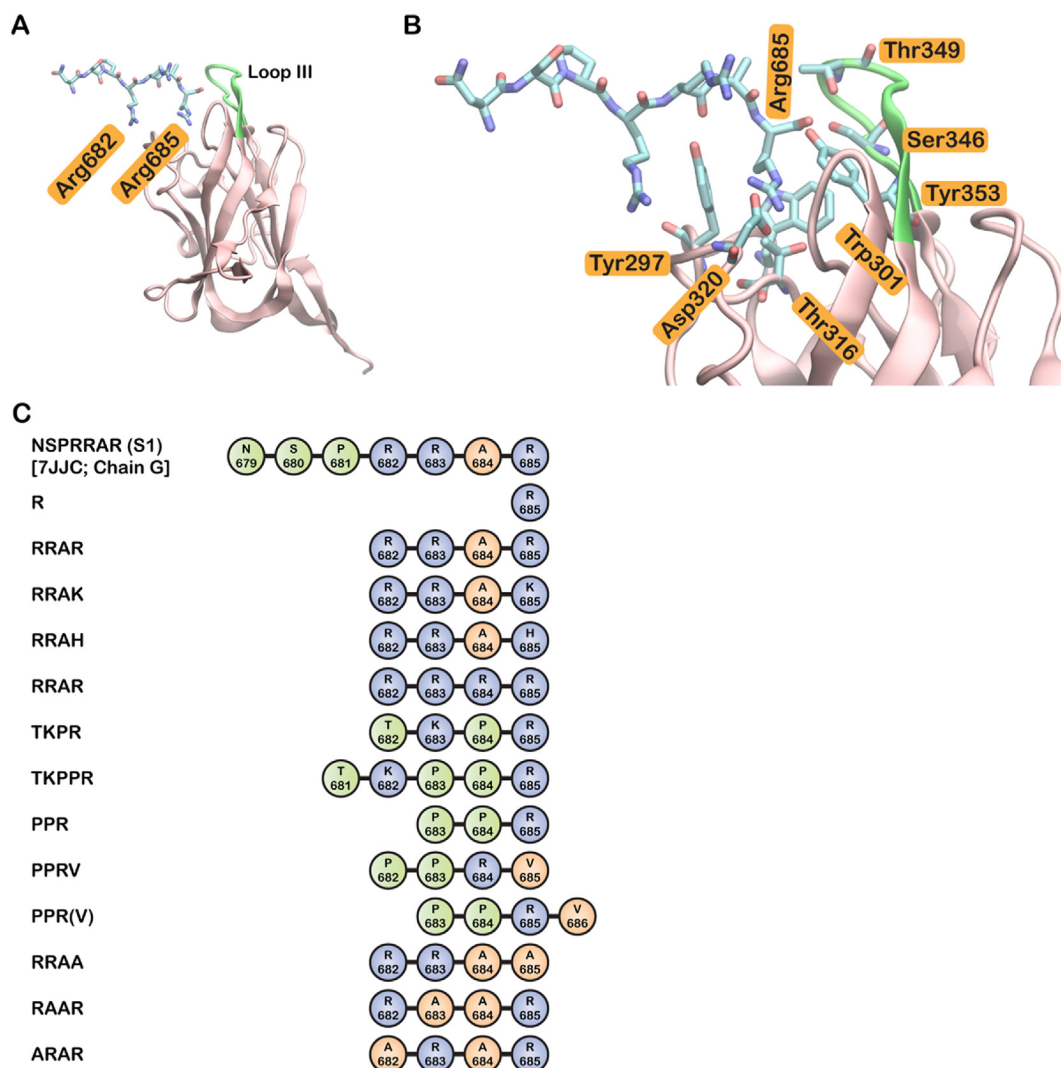 A
Loop III
Arg682
Arg685
B
Arg685
Thr349
Ser346
Tyr353
Trp301
Tyr297
Asp320
Thr316
C
NSPRRAR (S1)
[7JJC; Chain G]
N 679 S 680 P 681 R 682 R 683 A 684 R 685
R
R 685
RRAR
R 682 R 683 A 684 R 685
RRAK
R 682 R 683 A 684 K 685
RRAH
R 682 R 683 A 684 H 685
RRAR
R 682 R 683 R 684 R 685
TKPR
T 682 K 683 P 684 R 685
TKPPR
T 681 K 682 P 683 P 684 R 685
PPR
P 683 P 684 R 685
PPRV
P 682 P 683 R 684 V 685
PPR(V)
P 683 P 684 R 685 V 686
RRAA
R 682 R 683 A 684 A 685
RAAR
R 682 A 683 A 684 R 685
ARAR
A 682 R 683 A 684 R 685